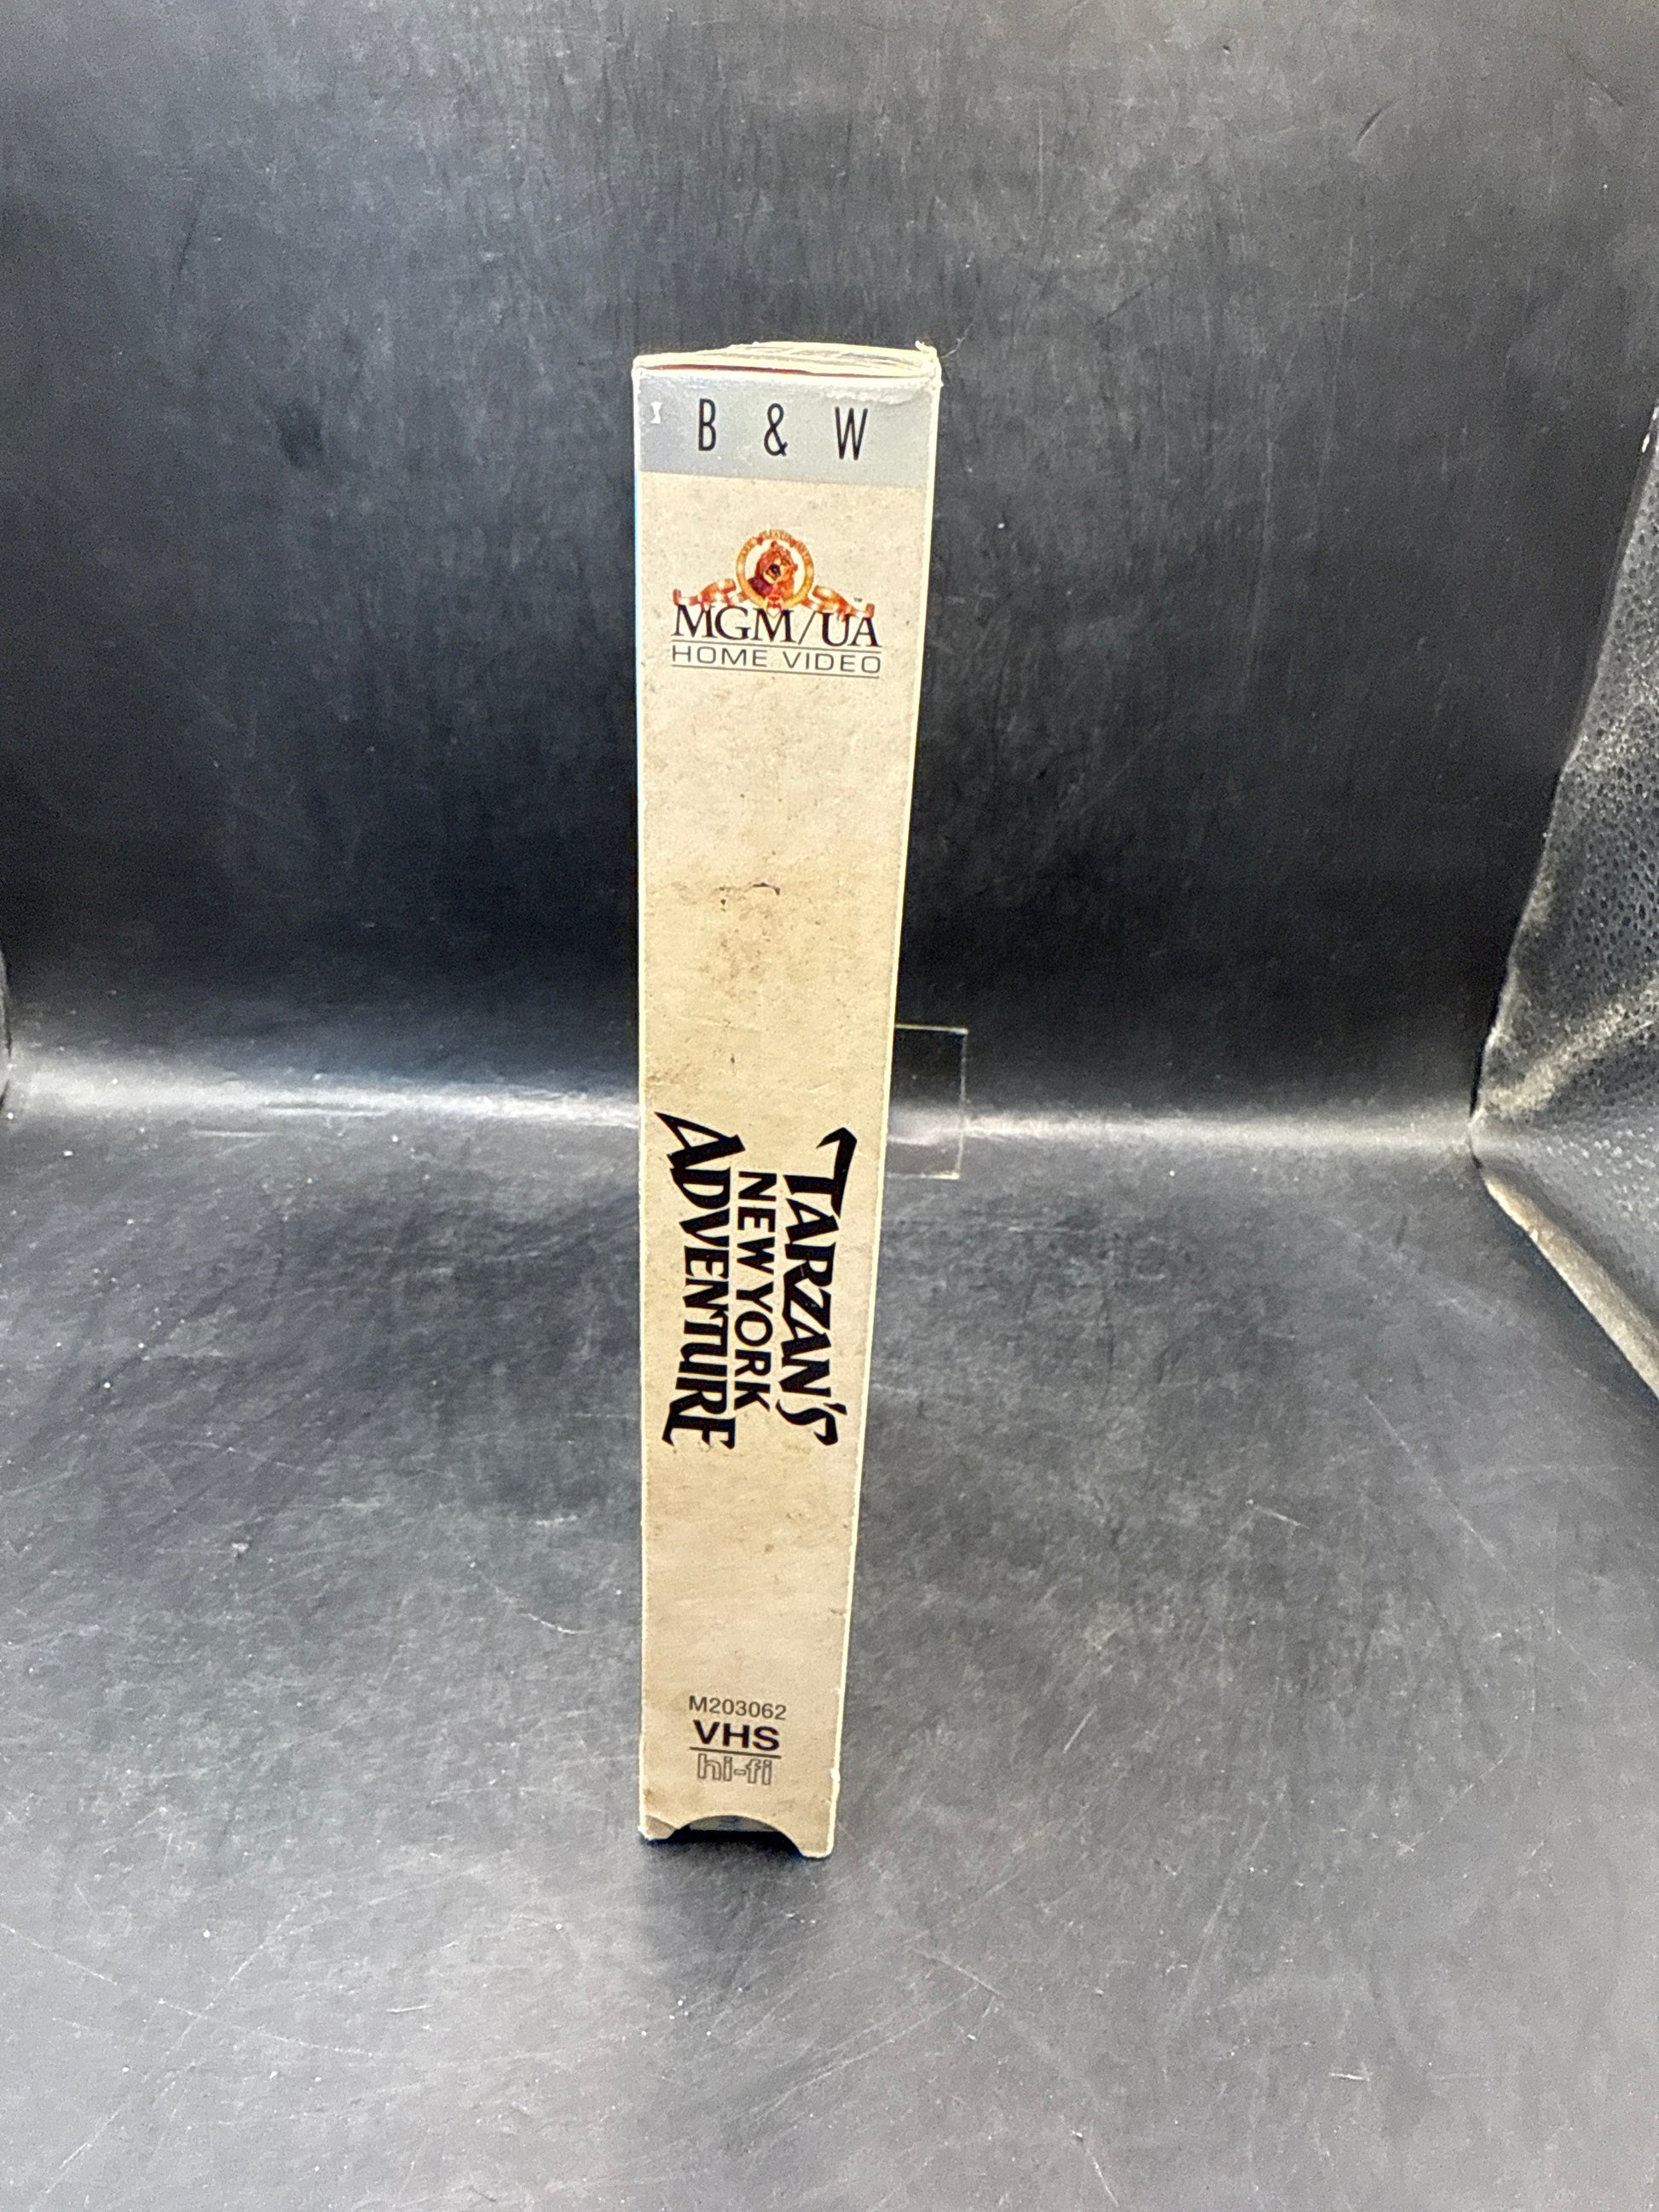 B & W
MGM/UA
HOME VIDEO
TARZAN'S
NEW YORK
ADVENTURE
M203062
VHS
hi-fi